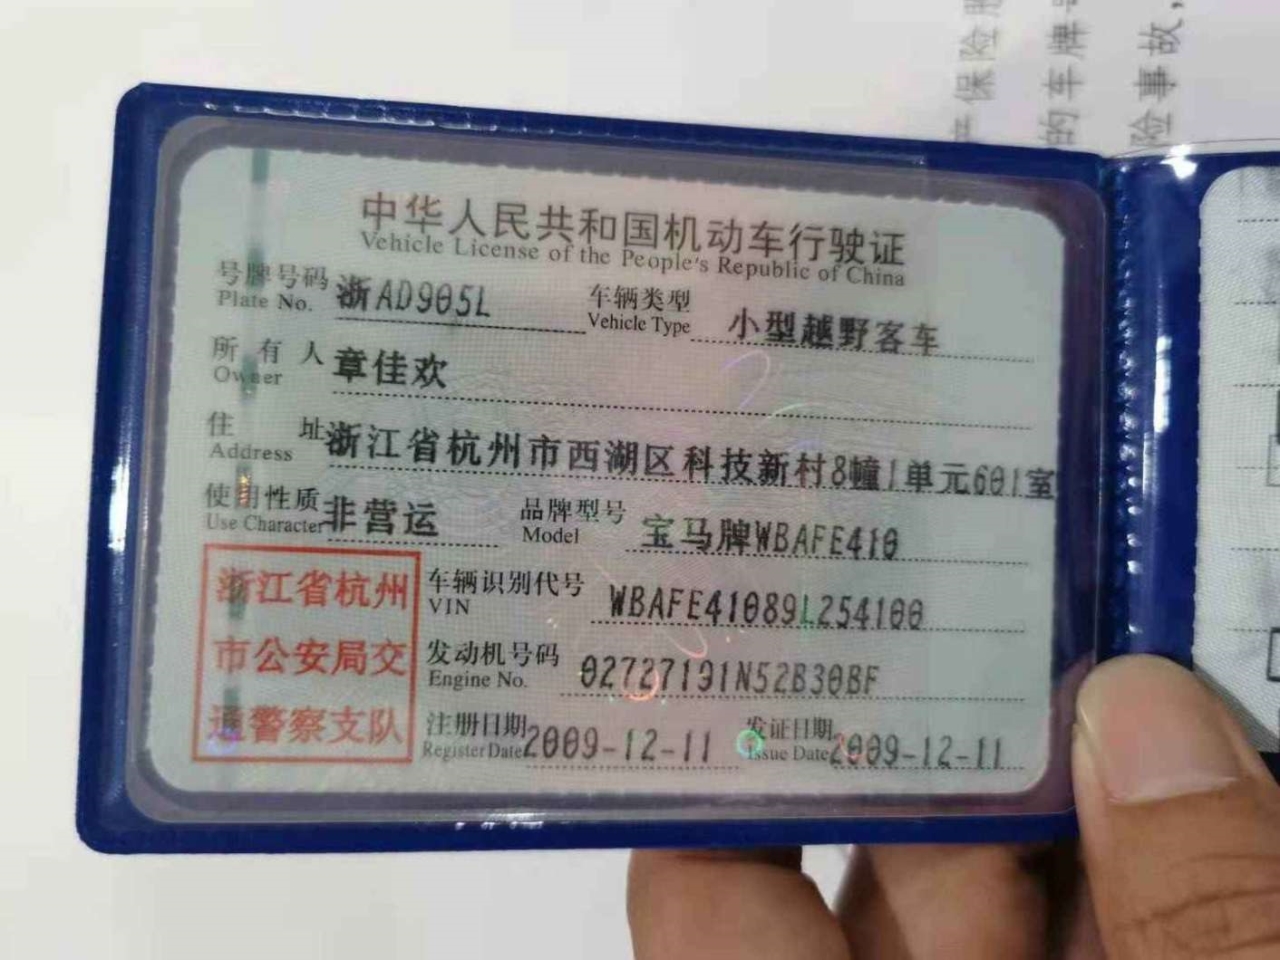 中华人民共和国机动车行驶证
Vehicle License of the People's Republic of China
号牌号码 浙AD905L 车辆类型 小型越野客车
Plate No. Vehicle Type
所有人 章佳欢
Owner
住址 浙江省杭州市西湖区科技新村8幢1单元601室
Address
使用性质 非营运 品牌型号 宝马牌WBAFE410
Use Character Model
浙江省杭州
市公安局交
通警察支队
车辆识别代号 WBAFE41089L254100
VIN
发动机号码 02727191N52B30BF
Engine No.
注册日期 2009-12-11 发证日期 2009-12-11
Register Date Issue Date
保险
的车牌
险事故,